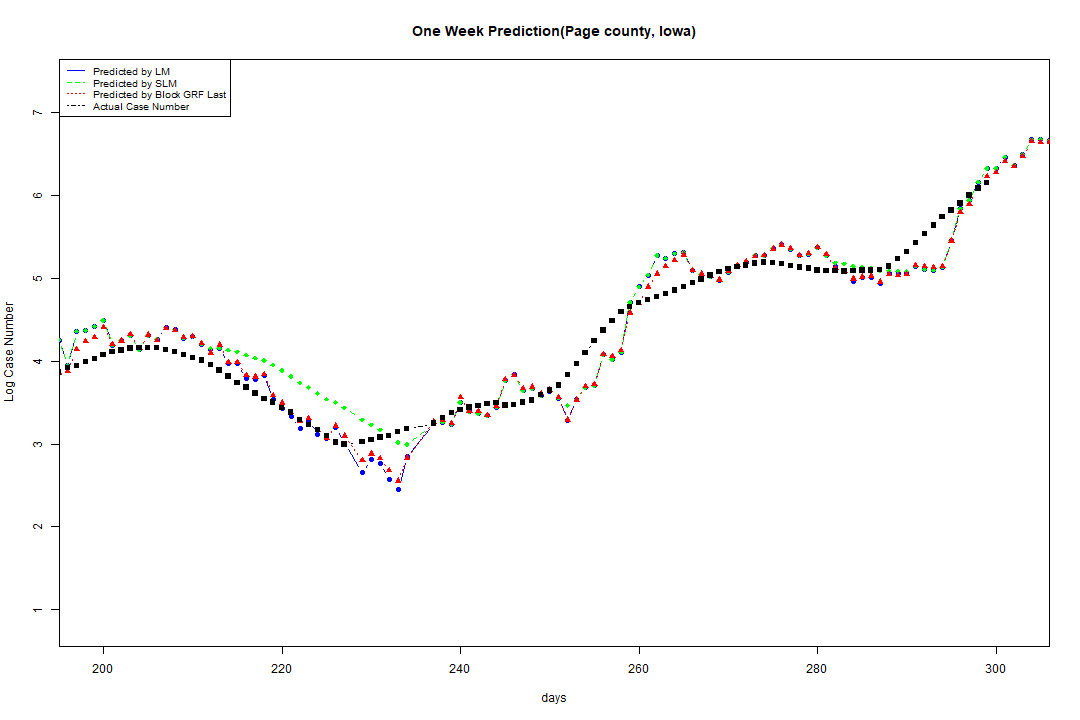 One Week Prediction(Page county, Iowa)
Predicted by LM
Predicted by SLM
Predicted by Block GRF Last
Actual Case Number
7
6
5
4
3
2
1
Log Case Number
200 220 240 260 280 300
days